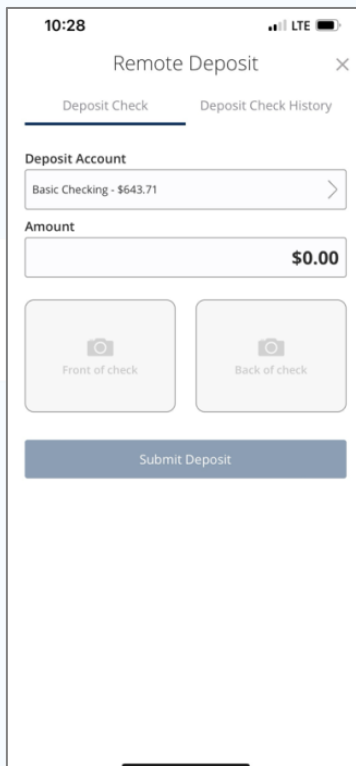 10:28 LTE
Remote Deposit
Deposit Check Deposit Check History
Deposit Account
Basic Checking - $643.71
Amount
$0.00
Front of check Back of check
Submit Deposit